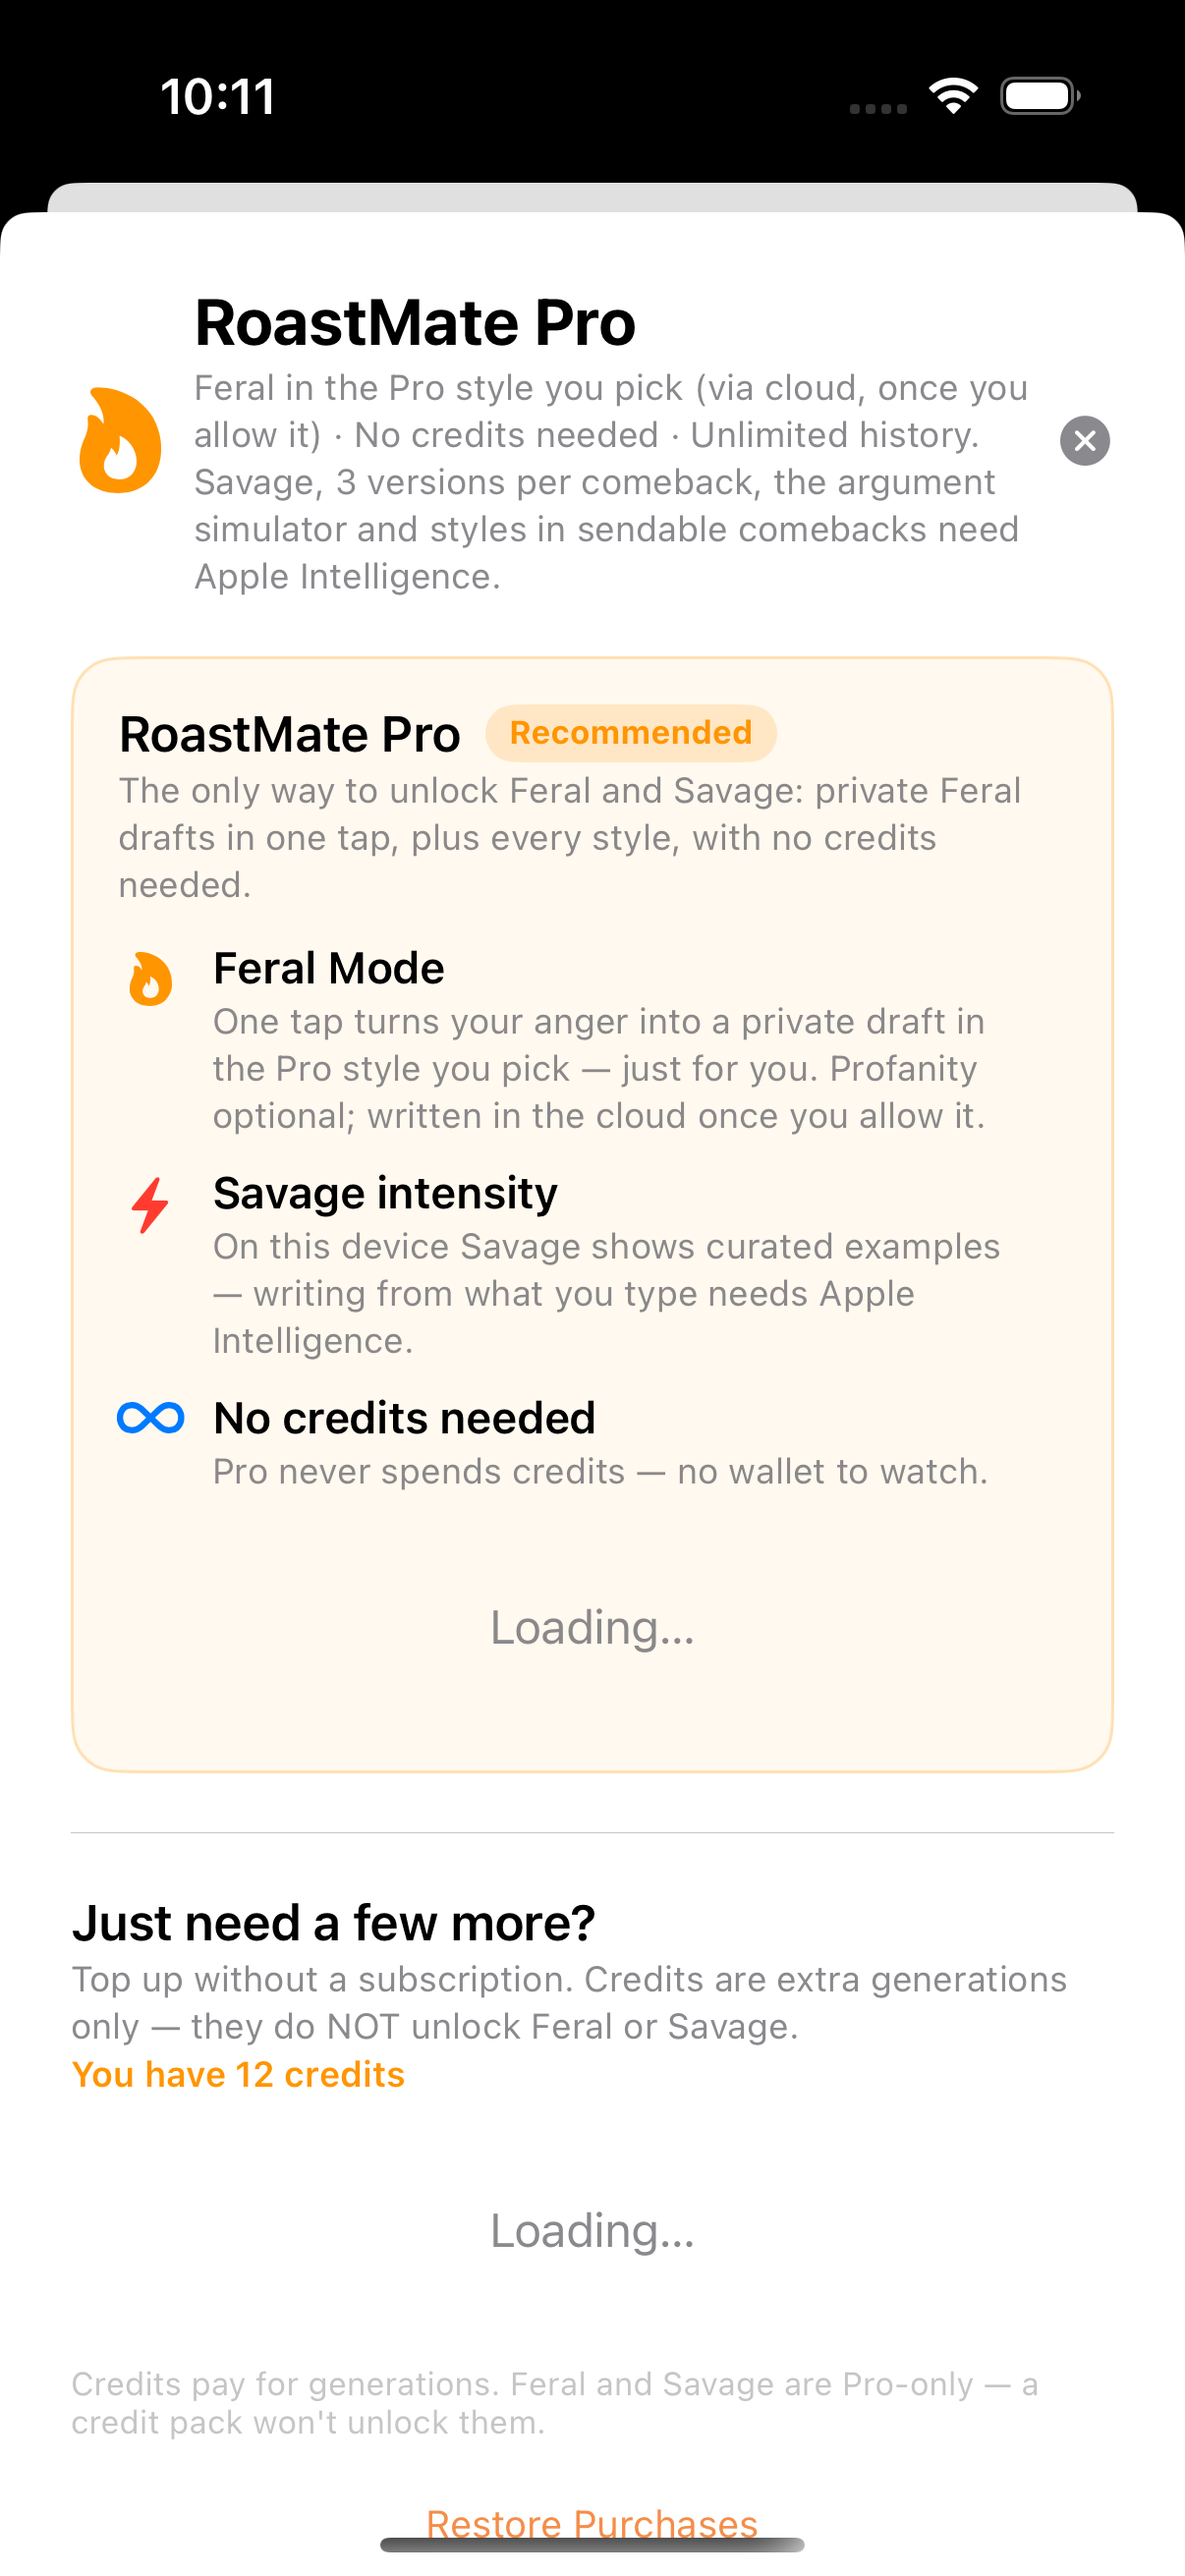 10:11
RoastMate Pro
Feral in the Pro style you pick (via cloud, once you
allow it) · No credits needed · Unlimited history.
Savage, 3 versions per comeback, the argument
simulator and styles in sendable comebacks need
Apple Intelligence.
RoastMate Pro Recommended
The only way to unlock Feral and Savage: private Feral
drafts in one tap, plus every style, with no credits
needed.
Feral Mode
One tap turns your anger into a private draft in
the Pro style you pick — just for you. Profanity
optional; written in the cloud once you allow it.
Savage intensity
On this device Savage shows curated examples
— writing from what you type needs Apple
Intelligence.
No credits needed
Pro never spends credits — no wallet to watch.
Loading...
Just need a few more?
Top up without a subscription. Credits are extra generations
only — they do NOT unlock Feral or Savage.
You have 12 credits
Loading...
Credits pay for generations. Feral and Savage are Pro-only — a
credit pack won't unlock them.
Restore Purchases